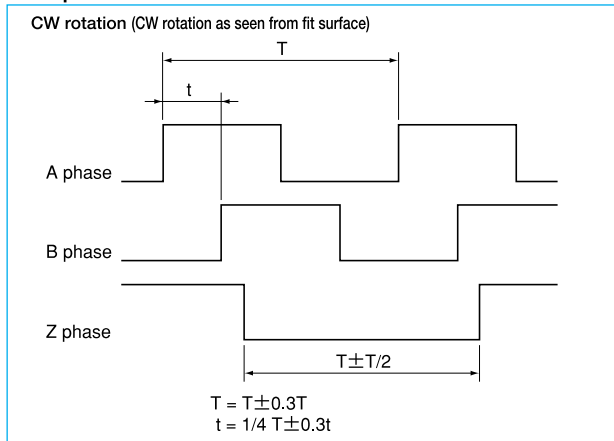 CW rotation (CW rotation as seen from fit surface)
T
t
A phase
B phase
Z phase
T±T/2
T = T±0.3T
t = 1/4 T±0.3t